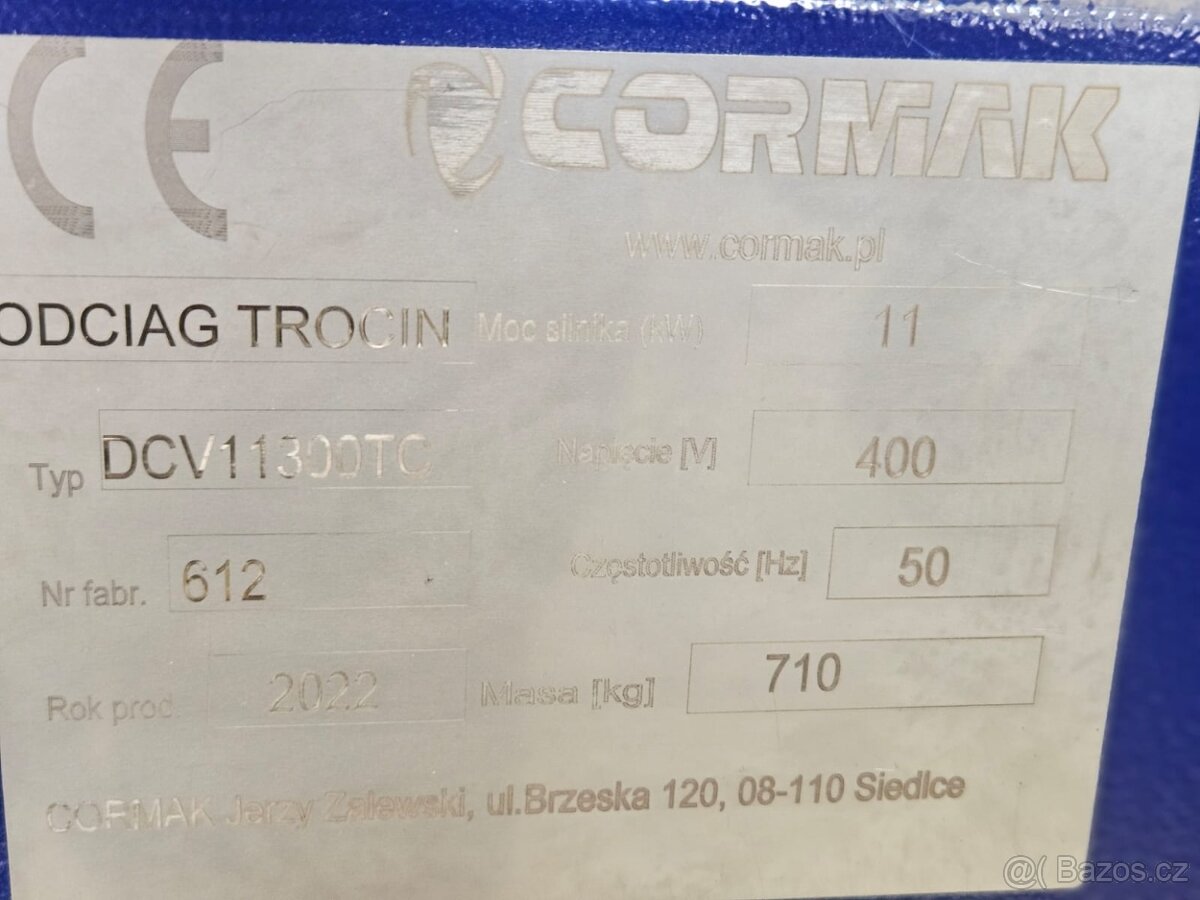 CE CORMAK
www.cormak.pl
ODCIAG TROCIN Moc silnika (kW) 11
Typ DCV11300TC Napięcie [V] 400
Nr fabr. 612 Częstotliwość [Hz] 50
Rok prod 2022 Masa [kg] 710
CORMAK Jerzy Zalewski, ul.Brzeska 120, 08-110 Siedlce
@( Bazos.cz